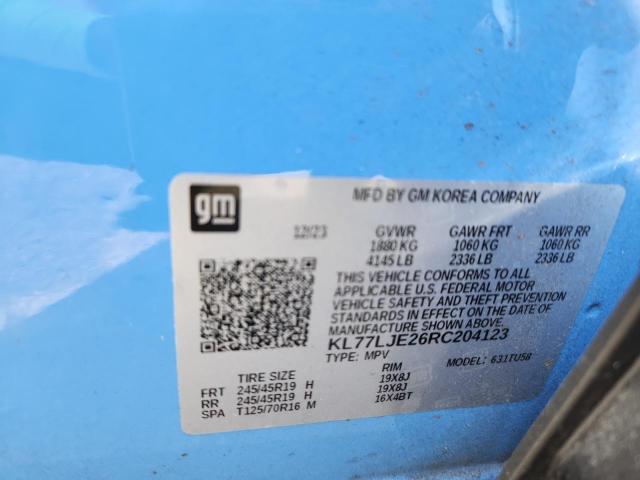 gm
MFD BY GM KOREA COMPANY
12/23 GVWR GAWR FRT GAWR RR
1880 KG 1060 KG 1060 KG
4145 LB 2336 LB 2336 LB
THIS VEHICLE CONFORMS TO ALL
APPLICABLE U.S. FEDERAL MOTOR
VEHICLE SAFETY AND THEFT PREVENTION
STANDARDS IN EFFECT ON THE DATE OF
MANUFACTURE SHOWN ABOVE.
KL77LJE26RC204123
TYPE: MPV MODEL: 631TU58
TIRE SIZE RIM
FRT 245/45R19 H 19X8J
RR 245/45R19 H 19X8J
SPA T125/70R16 M 16X4BT